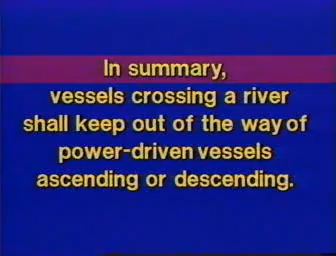 In summary,
vessels crossing a river
shall keep out of the way of
power-driven vessels
ascending or descending.